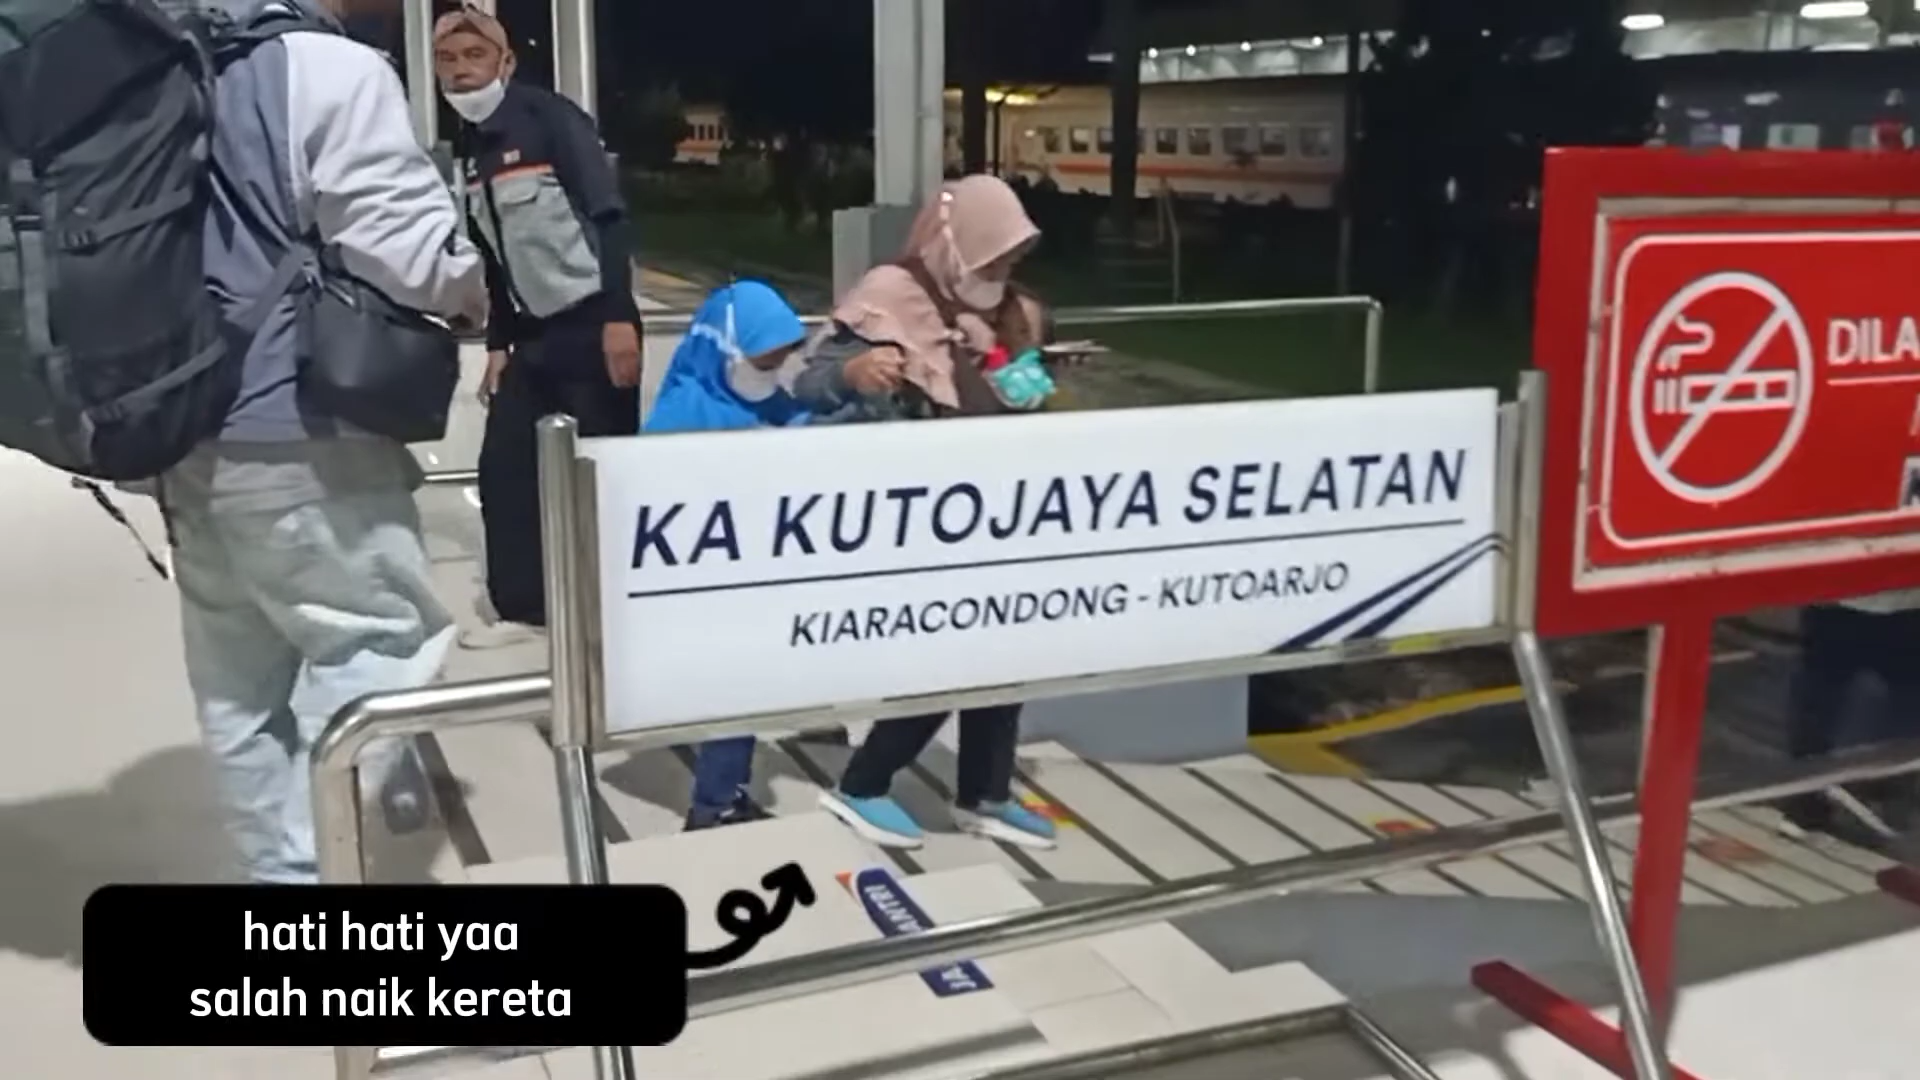 KA KUTOJAYA SELATAN
KIARACONDONG - KUTOARJO
DILA
hati hati yaa
salah naik kereta